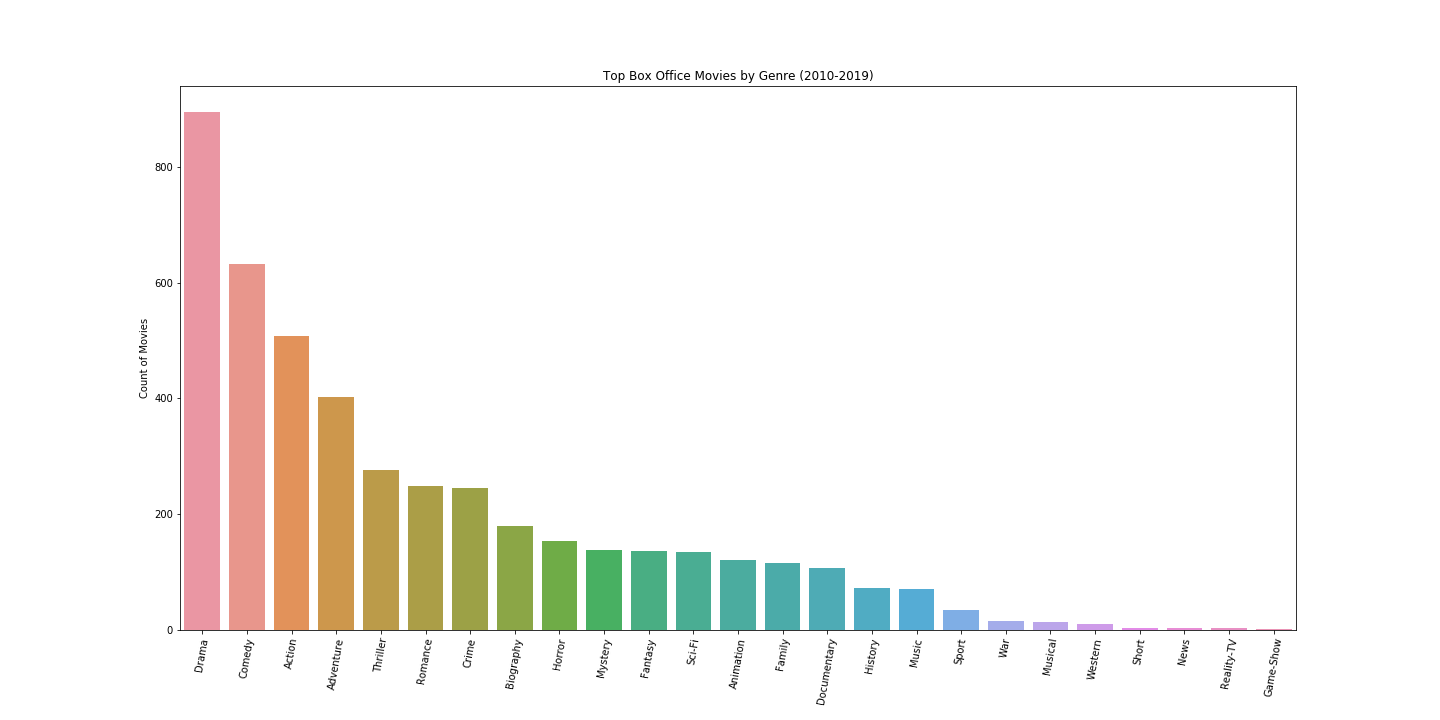 Top Box Office Movies by Genre (2010-2019)
Count of Movies
800
600
400
200
0
Drama
Comedy
Action
Adventure
Thriller
Romance
Crime
Biography
Horror
Mystery
Fantasy
Sci-Fi
Animation
Family
Documentary
History
Music
Sport
War
Musical
Western
Short
News
Reality-TV
Game-Show